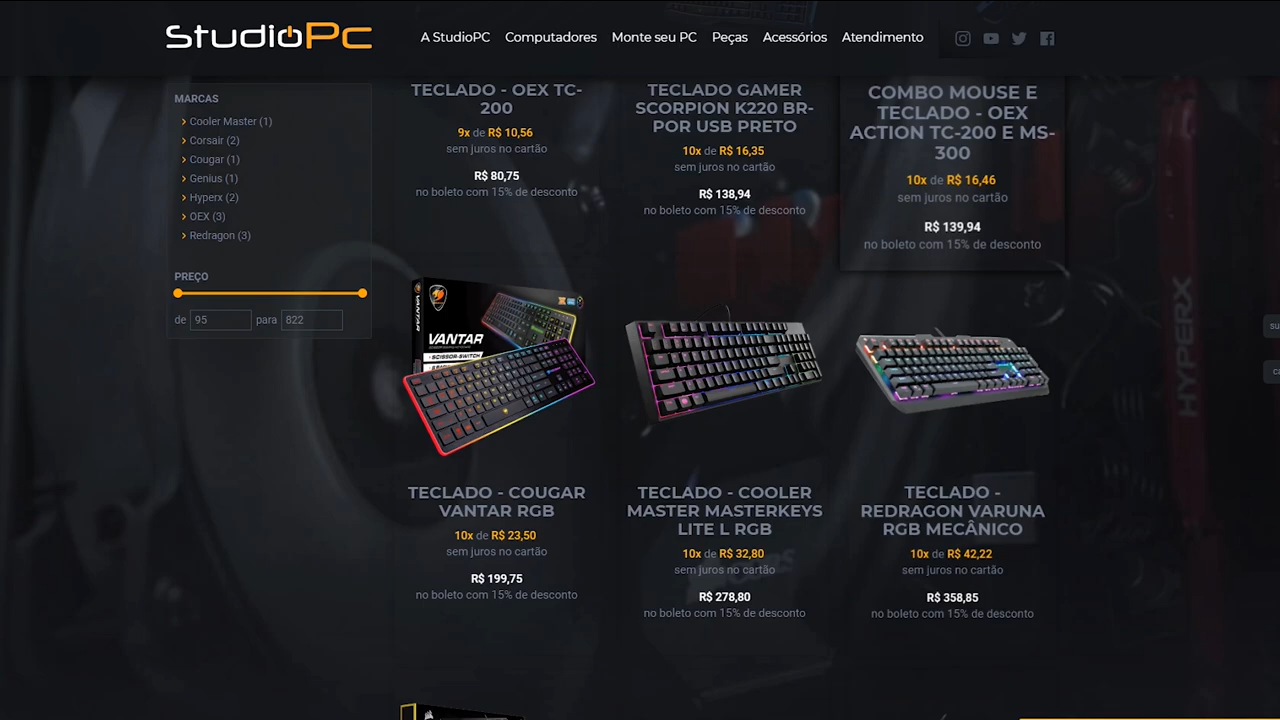 StudioPc
A StudioPC
Computadores
Monte seu PC
Peças
Acessórios
Atendimento
MARCAS
Cooler Master (1)
Corsair (2)
Cougar (1)
Genius (1)
Hyperx (2)
OEX (3)
Redragon (3)
PREÇO
de 95 para 822
TECLADO - OEX TC-
200
9x de R$ 10,56
sem juros no cartão
R$ 80,75
no boleto com 15% de desconto
TECLADO GAMER
SCORPION K220 BR-
POR USB PRETO
10x de R$ 16,35
sem juros no cartão
R$ 138,94
no boleto com 15% de desconto
COMBO MOUSE E
TECLADO - OEX
ACTION TC-200 E MS-
300
10x de R$ 16,46
sem juros no cartão
R$ 139,94
no boleto com 15% de desconto
VANTAR
SCISSOR-SWITCH
TECLADO - COUGAR
VANTAR RGB
10x de R$ 23,50
sem juros no cartão
R$ 199,75
no boleto com 15% de desconto
TECLADO - COOLER
MASTER MASTERKEYS
LITE L RGB
10x de R$ 32,80
sem juros no cartão
R$ 278,80
no boleto com 15% de desconto
TECLADO -
REDRAGON VARUNA
RGB MECÂNICO
10x de R$ 42,22
sem juros no cartão
R$ 358,85
no boleto com 15% de desconto
HYPERX
su
ca